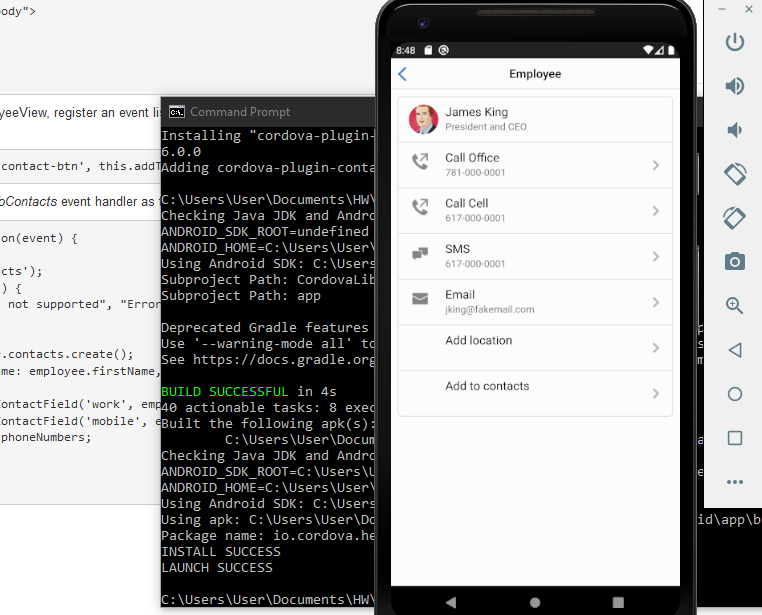 ody">
yeeView, register an event lis
contact-btn', this.addT
oContacts event handler as
on(event) {
cts');
) {
not supported", "Error
.contacts.create();
ame: employee.firstName,
ontactField('work', emp
ontactField('mobile', e
phoneNumbers;
Command Prompt
Installing "cordova-plugin-
6.0.0
Adding cordova-plugin-conta
C:\Users\User\Documents\HW\
Checking Java JDK and Andro
ANDROID_SDK_ROOT=undefined
ANDROID_HOME=C:\Users\User\
Using Android SDK: C:\Users
Subproject Path: CordovaLib
Subproject Path: app
Deprecated Gradle features
Use '--warning-mode all' to
See https://docs.gradle.org
BUILD SUCCESSFUL in 4s
40 actionable tasks: 8 exec
Built the following apk(s):
C:\Users\User\Docum
Checking Java JDK and Andro
ANDROID_SDK_ROOT=C:\Users\U
ANDROID_HOME=C:\Users\User\
Using Android SDK: C:\Users
Using apk: C:\Users\User\Do
Package name: io.cordova.he
INSTALL SUCCESS
LAUNCH SUCCESS
C:\Users\User\Documents\HW\
id\app\b
8:48
Employee
James King
President and CEO
Call Office
781-000-0001
Call Cell
617-000-0001
SMS
617-000-0001
Email
jking@fakemail.com
Add location
Add to contacts